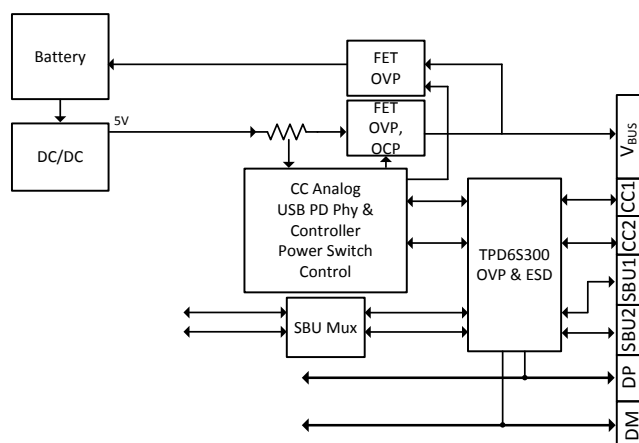 Battery
FET
OVP
5V
FET
OVP,
OCP
DC/DC
CC Analog
USB PD Phy &
Controller
Power Switch
Control
TPD6S300
OVP & ESD
SBU Mux
VBUS
CC1
CC2
SBU1
SBU2
DP
DM